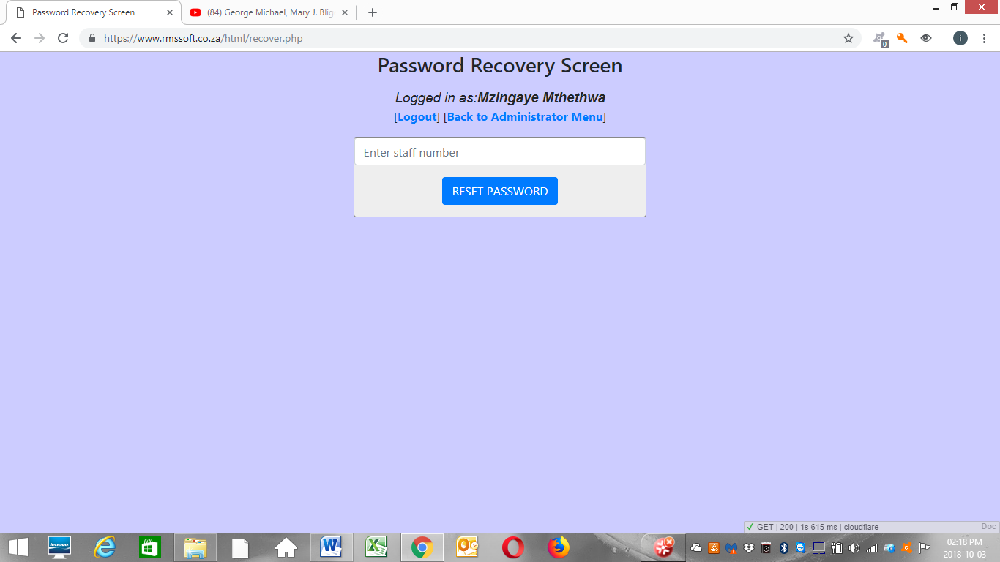 Password Recovery Screen
(84) George Michael, Mary J. Blig
https://www.rmssoft.co.za/html/recover.php
0
i
Password Recovery Screen
Logged in as:Mzingaye Mthethwa
[Logout] [Back to Administrator Menu]
Enter staff number
RESET PASSWORD
GET | 200 | 1s 615 ms | cloudflare
Doc
lenovo
02:18 PM
2018-10-03